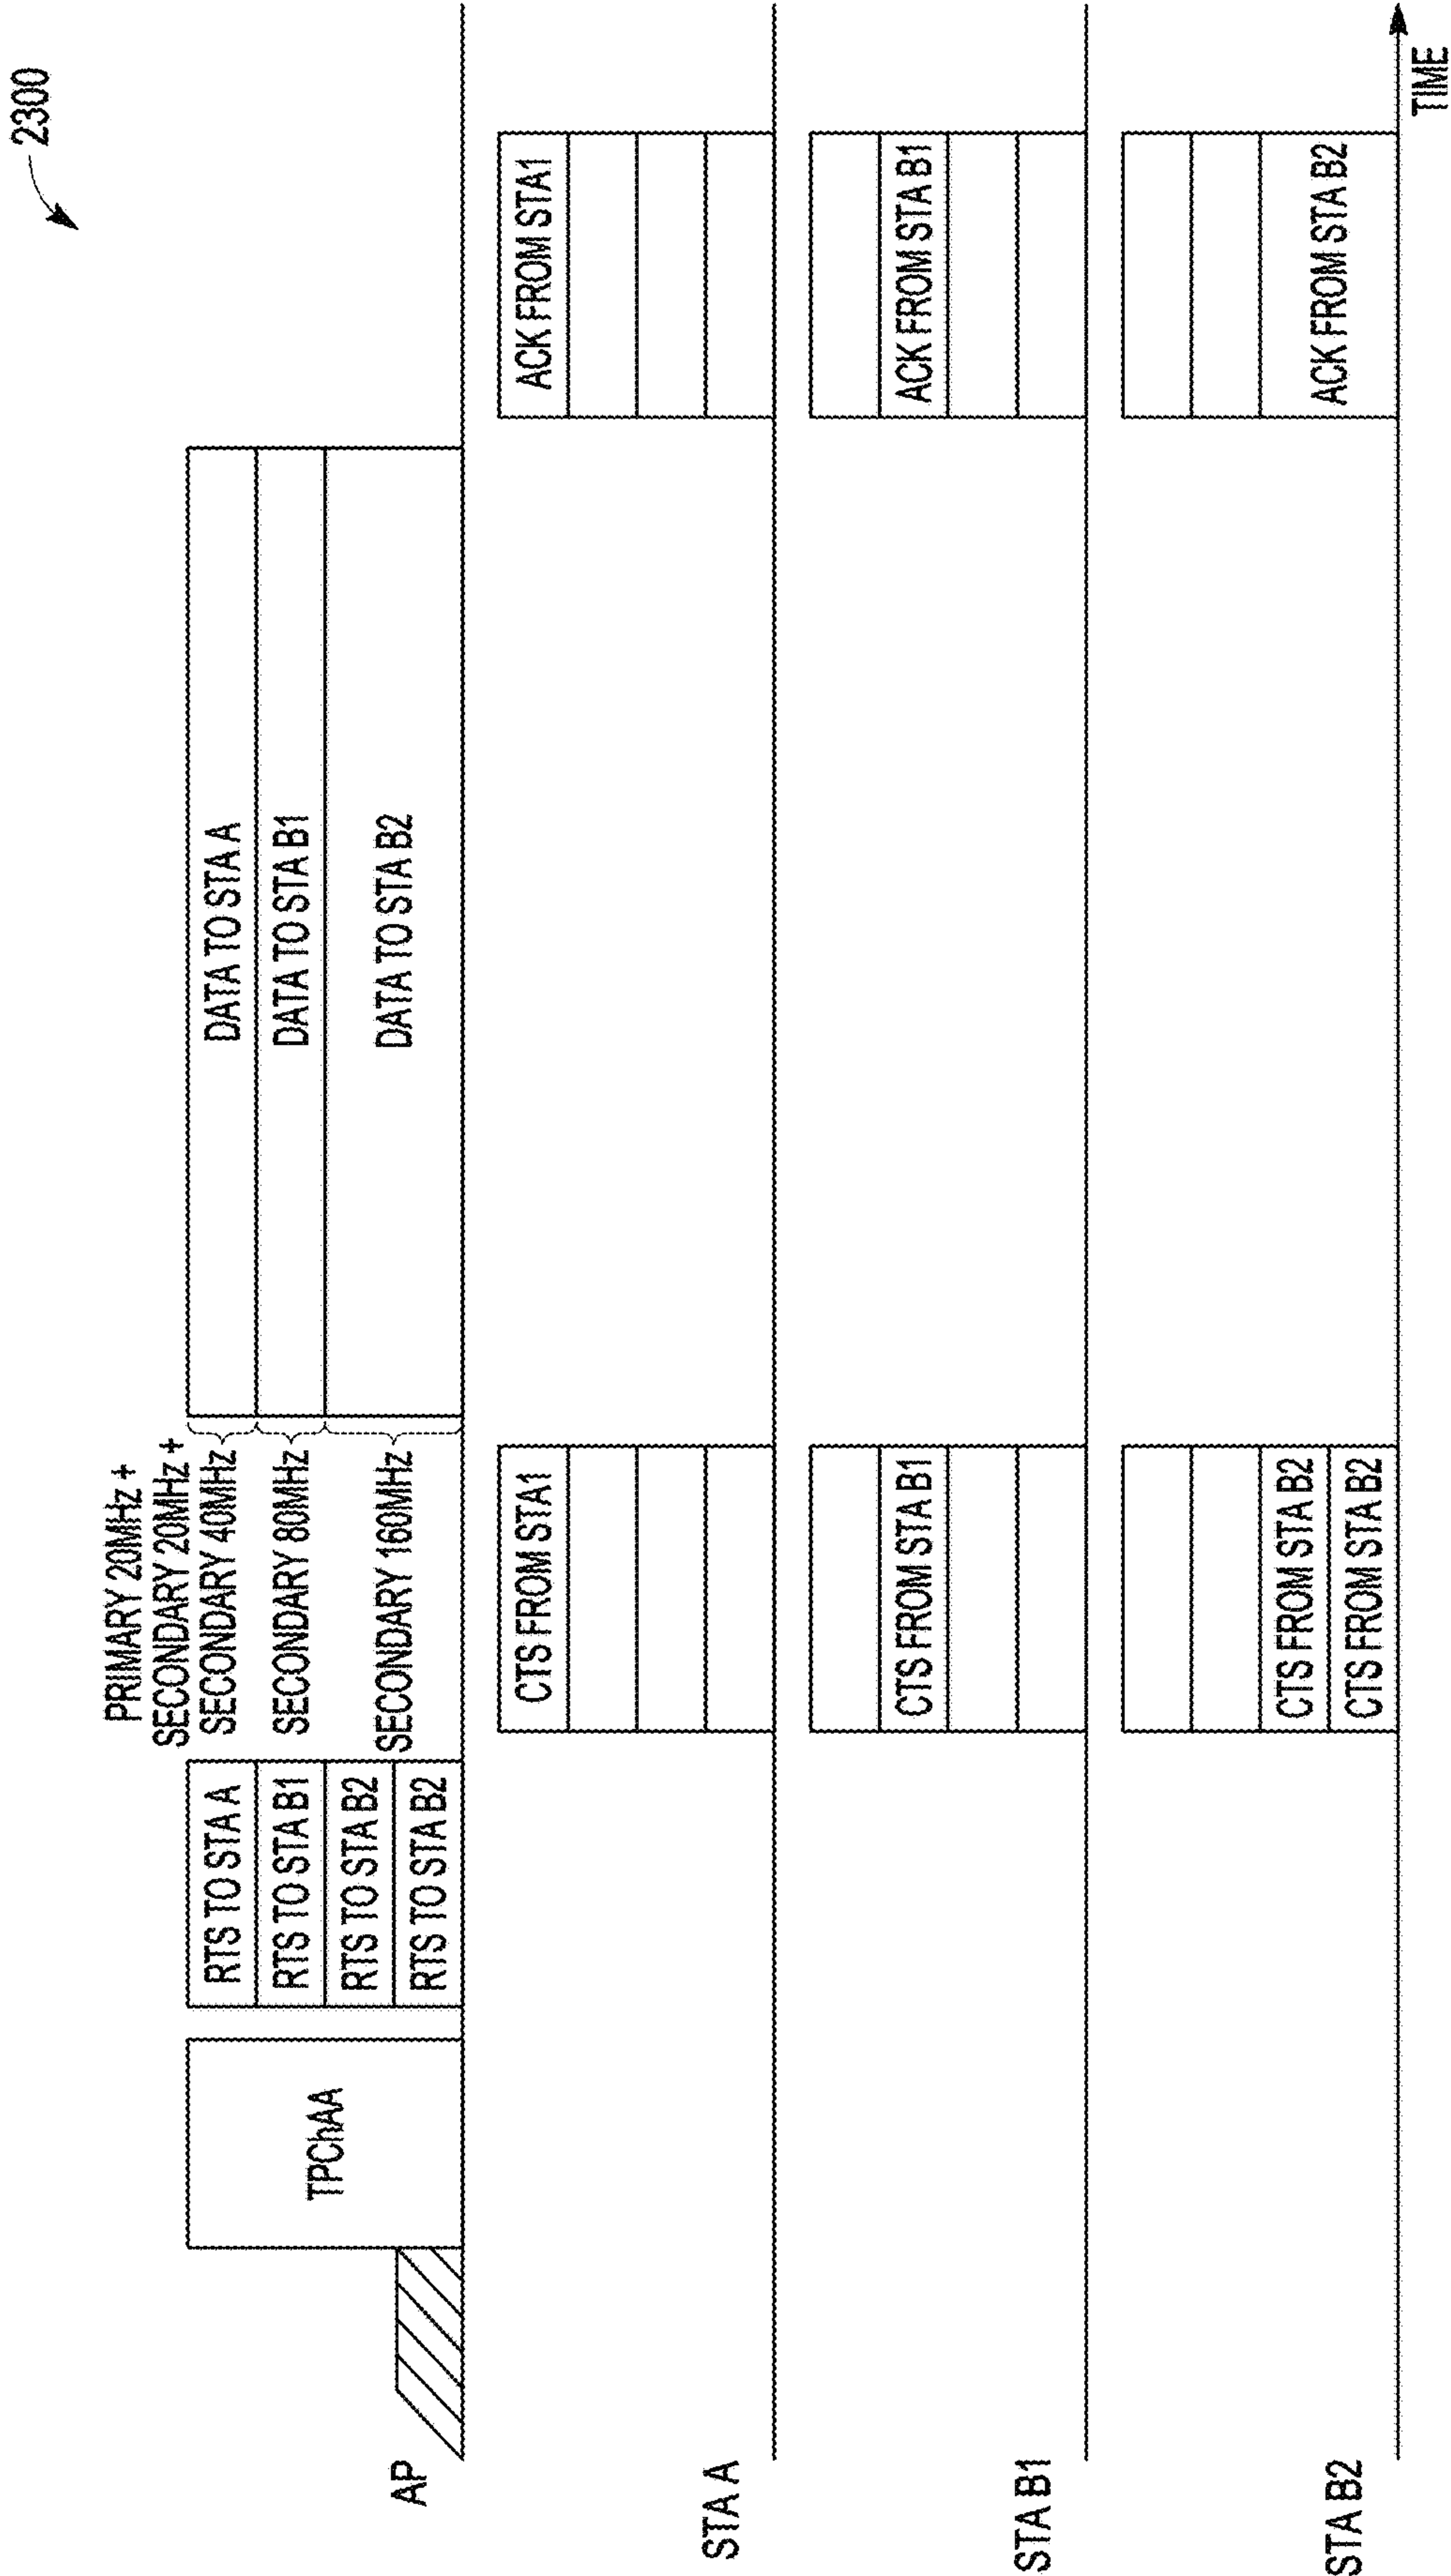 2300
PRIMARY 20MHz +
SECONDARY 20MHz +
SECONDARY 40MHz
SECONDARY 80MHz
SECONDARY 160MHz
AP
TPChAA
RTS TO STA A
RTS TO STA B1
RTS TO STA B2
RTS TO STA B2
DATA TO STA A
DATA TO STA B1
DATA TO STA B2
STA A
CTS FROM STA1
ACK FROM STA1
STA B1
CTS FROM STA B1
ACK FROM STA B1
STA B2
CTS FROM STA B2
CTS FROM STA B2
ACK FROM STA B2
TIME